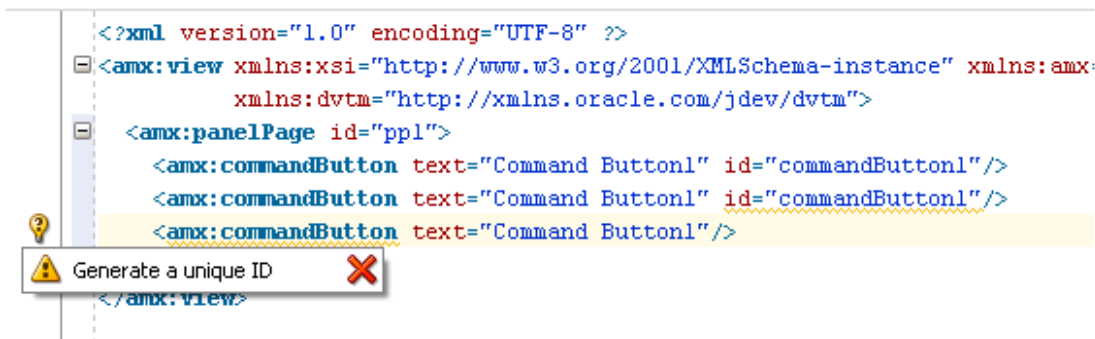 <?xml version="1.0" encoding="UTF-8" ?>
<amx:view xmlns:xsi="http://www.w3.org/2001/XMLSchema-instance" xmlns:amx
xmlns:dvtm="http://xmlns.oracle.com/jdev/dvtm">
<amx:panelPage id="pp1">
<amx:commandButton text="Command Button1" id="commandButton1"/>
<amx:commandButton text="Command Button1" id="commandButton1"/>
<amx:commandButton text="Command Button1"/>
Generate a unique ID
</amx:view>